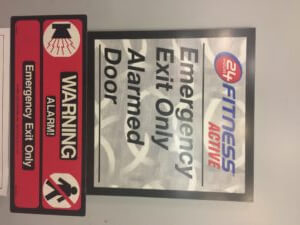 24
FITNESS
ACTIVE
Emergency
Exit Only
Alarmed
Door
WARNING
ALARM!
Emergency Exit Only